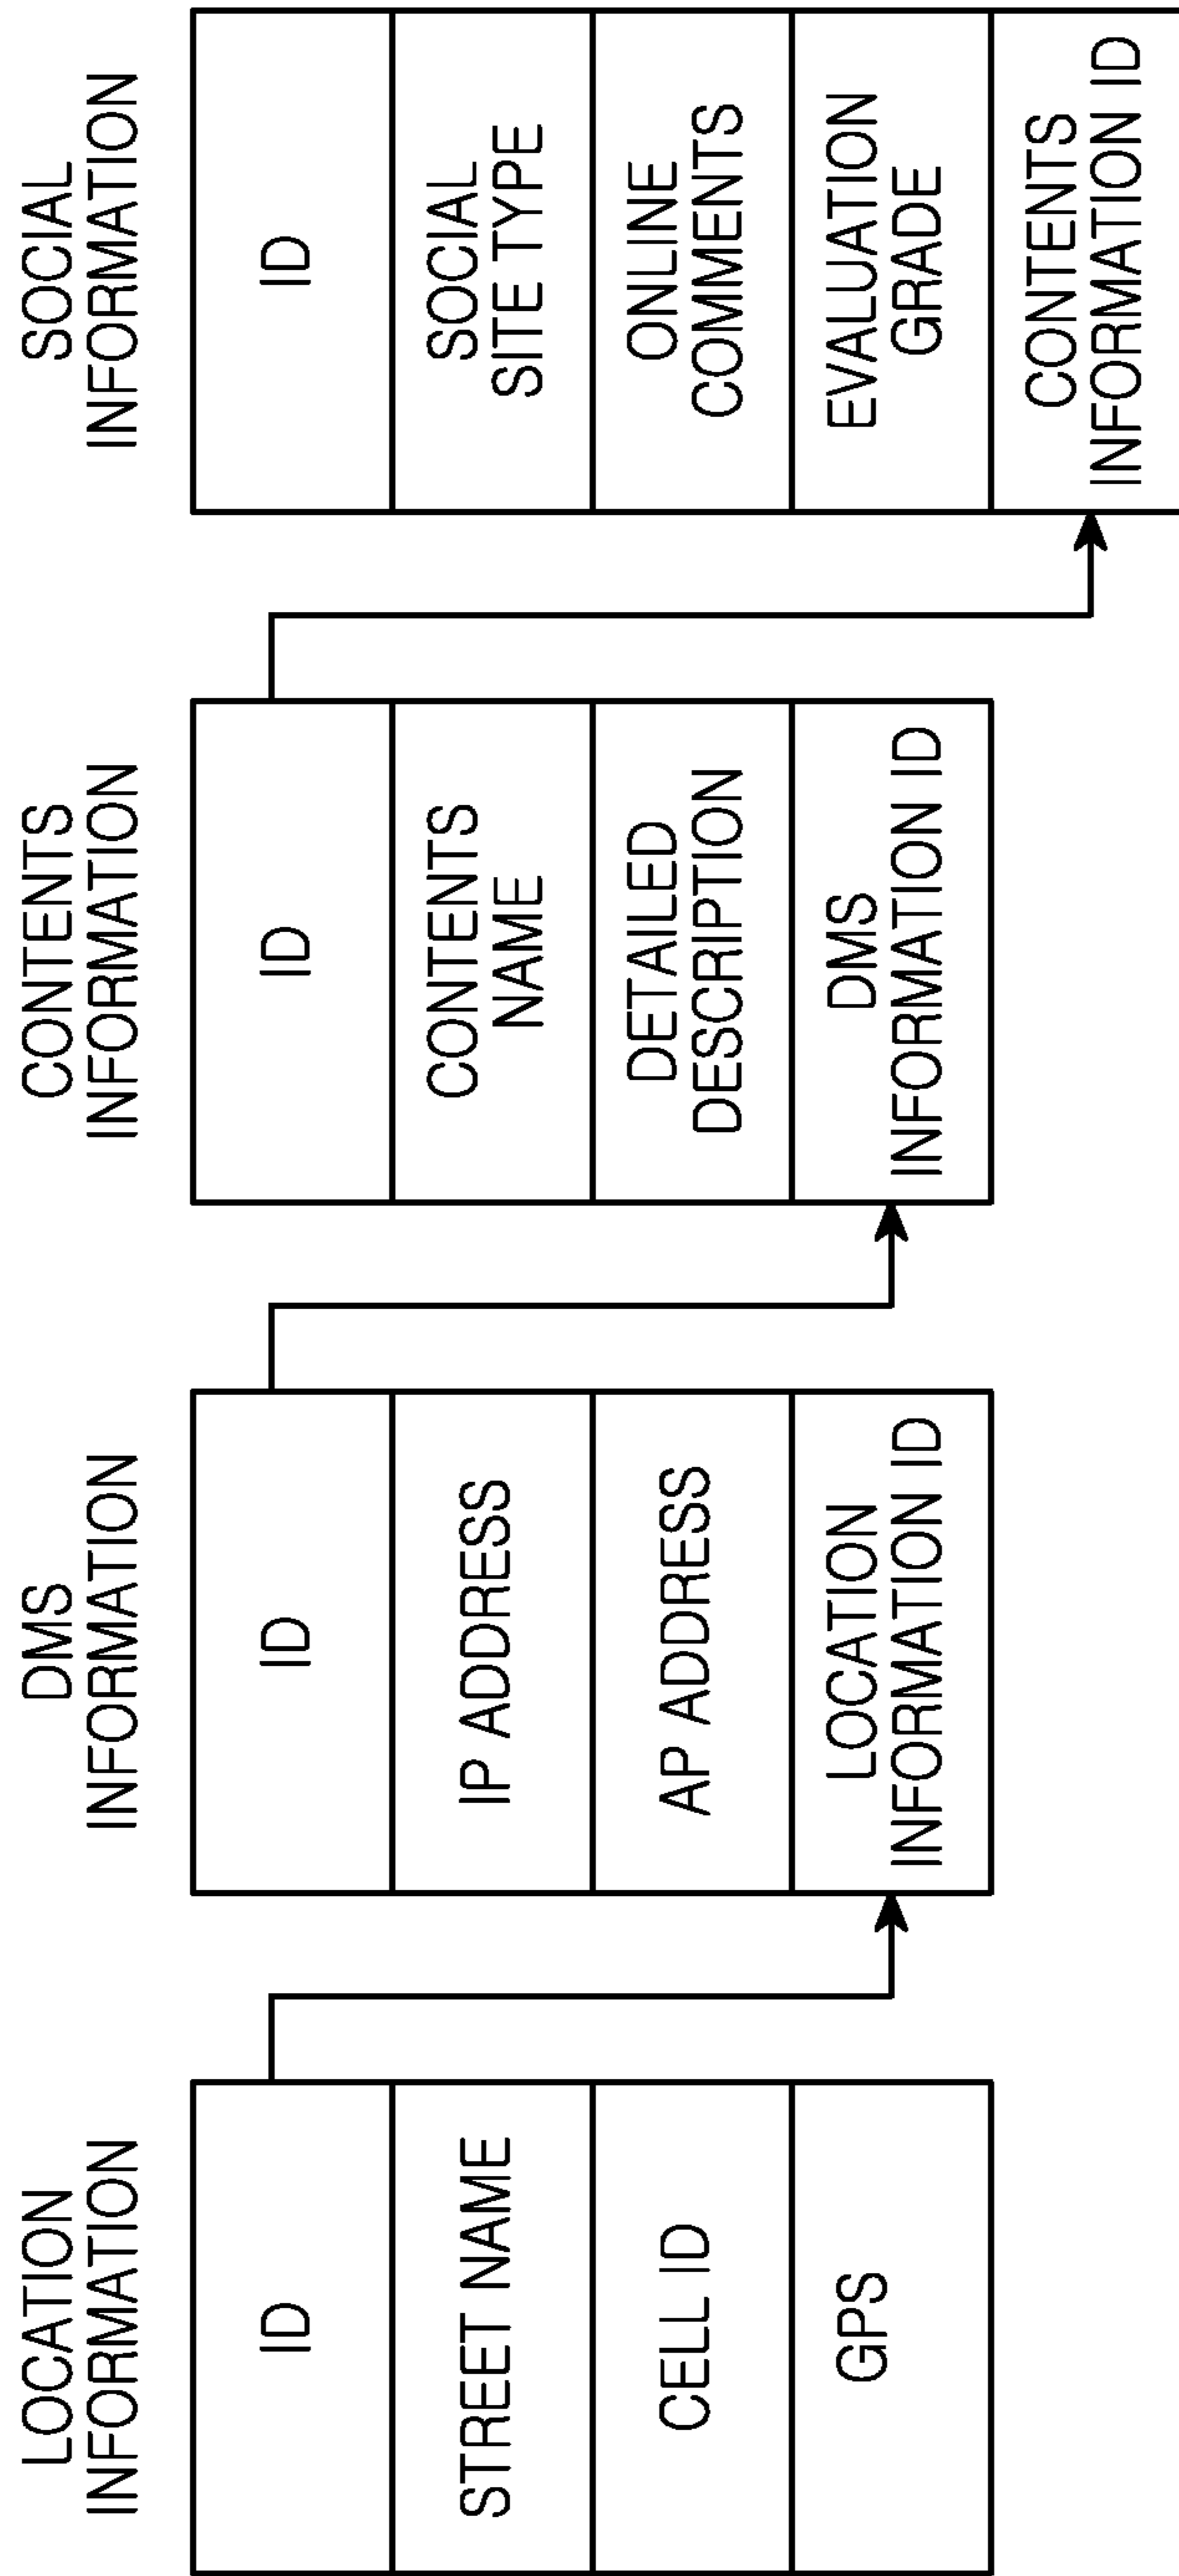 LOCATION
INFORMATION
ID
STREET NAME
CELL ID
GPS
DMS
INFORMATION
ID
IP ADDRESS
AP ADDRESS
LOCATION
INFORMATION ID
CONTENTS
INFORMATION
ID
CONTENTS
NAME
DETAILED
DESCRIPTION
DMS
INFORMATION ID
SOCIAL
INFORMATION
ID
SOCIAL
SITE TYPE
ONLINE
COMMENTS
EVALUATION
GRADE
CONTENTS
INFORMATION ID